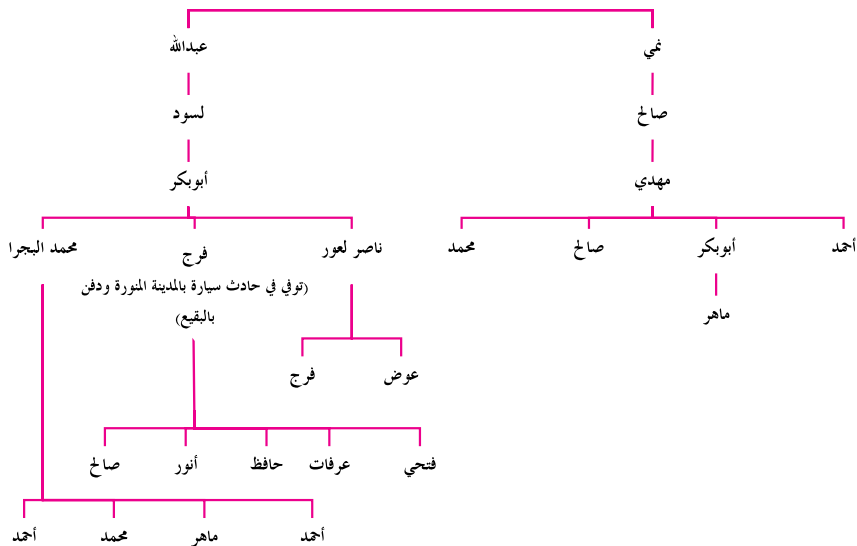 نمي
عبدالله
صالح
لسود
مهدي
أبوبكر
أحمد
أبوبكر
صالح
محمد
ناصر لعور
فرج
محمد البجرا
(توفي في حادث سيارة بالمدينة المنورة ودفن
بالبقيع)
ماهر
عوض
فرج
فتحي
عرفات
حافظ
أنور
صالح
أحمد
ماهر
محمد
أحمد